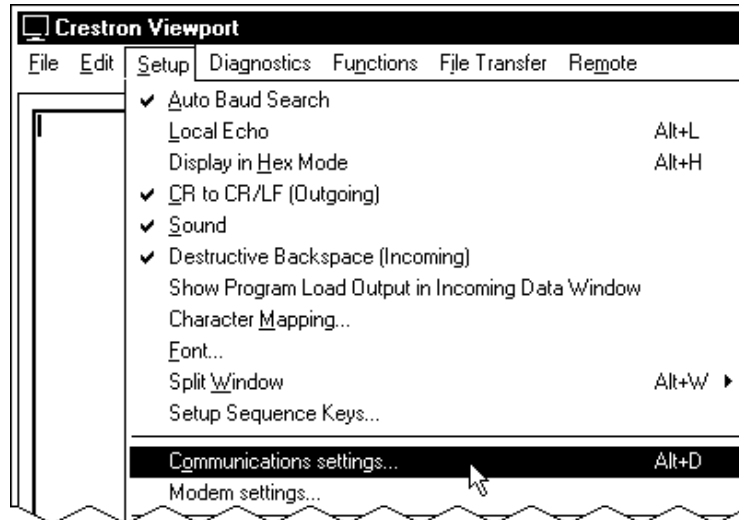 Crestron Viewport
File Edit Setup Diagnostics Functions File Transfer Remote
✔ Auto Baud Search
Local Echo Alt+L
Display in Hex Mode Alt+H
✔ CR to CR/LF (Outgoing)
✔ Sound
✔ Destructive Backspace (Incoming)
Show Program Load Output in Incoming Data Window
Character Mapping...
Font...
Split Window Alt+W ▶
Setup Sequence Keys...
Communications settings... Alt+D
Modem settings...